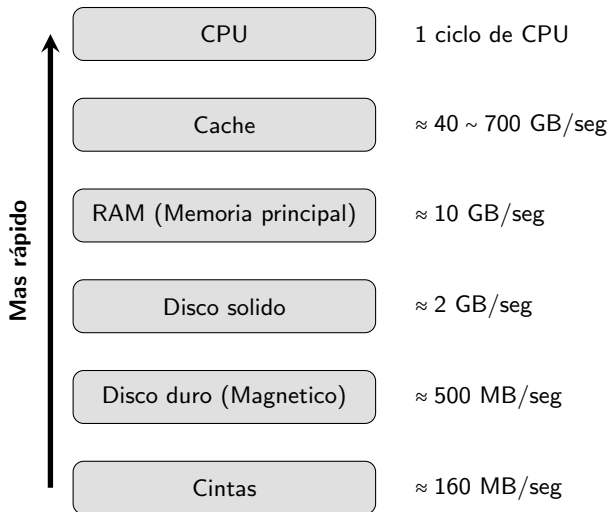 CPU 1 ciclo de CPU
Cache ≈ 40 ~ 700 GB/seg
RAM (Memoria principal) ≈ 10 GB/seg
Disco solido ≈ 2 GB/seg
Disco duro (Magnetico) ≈ 500 MB/seg
Cintas ≈ 160 MB/seg
Mas rápido